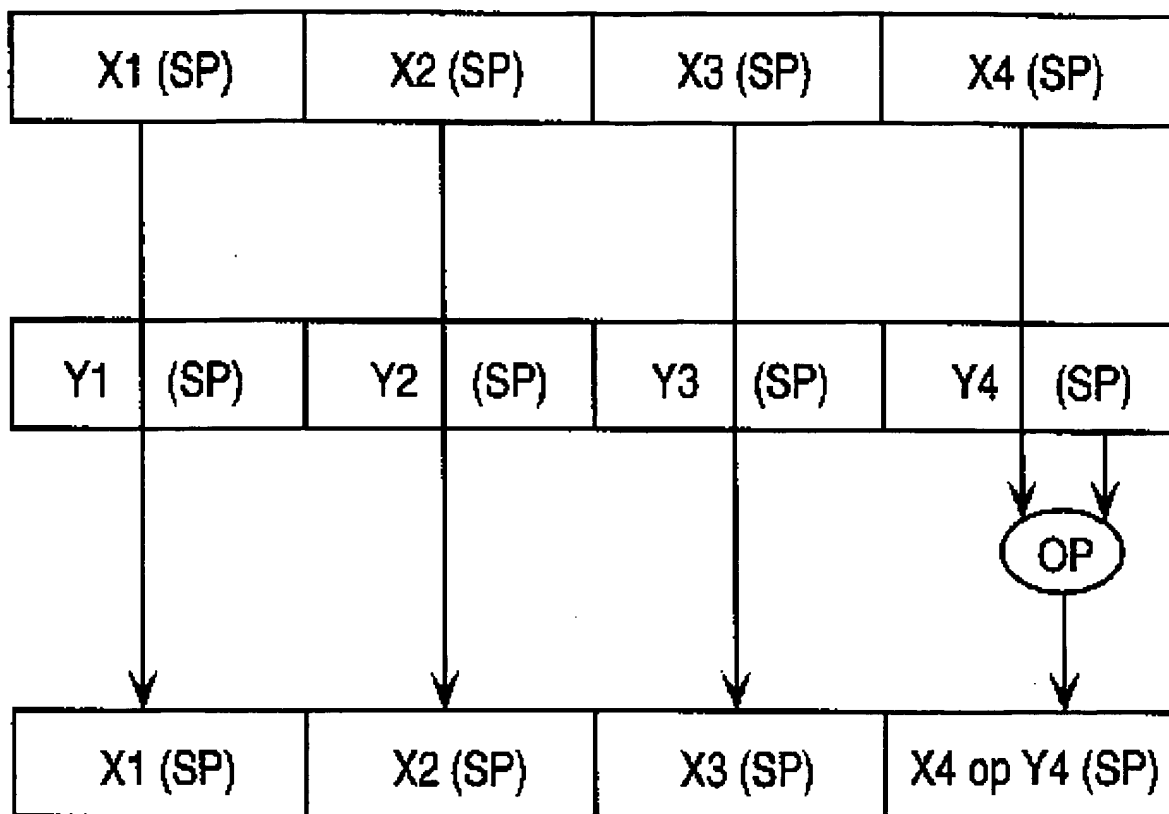 X1 (SP) X2 (SP) X3 (SP) X4 (SP)
Y1 (SP) Y2 (SP) Y3 (SP) Y4 (SP)
OP
X1 (SP) X2 (SP) X3 (SP) X4 op Y4 (SP)